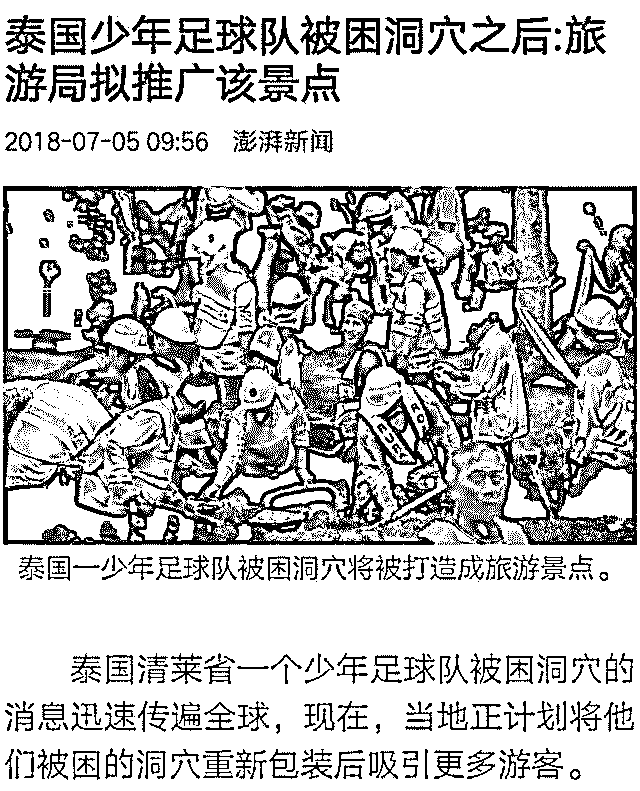 泰国少年足球队被困洞穴之后:旅
游局拟推广该景点
2018-07-05 09:56 澎湃新闻
泰国一少年足球队被困洞穴将被打造成旅游景点。
泰国清莱省一个少年足球队被困洞穴的
消息迅速传遍全球，现在，当地正计划将他
们被困的洞穴重新包装后吸引更多游客。